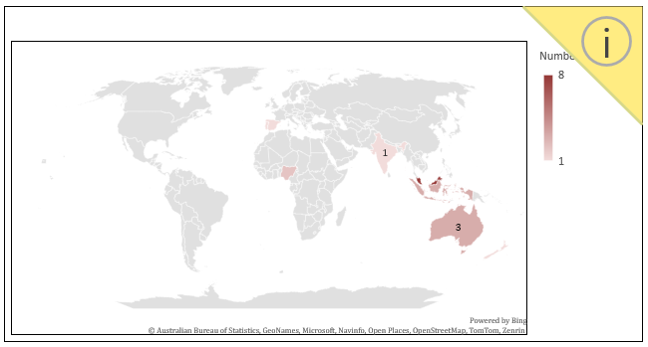 i
Numbe
8
1
1
3
Powered by Bing
© Australian Bureau of Statistics, GeoNames, Microsoft, Navinfo, Open Places, OpenStreetMap, TomTom, Zenrin